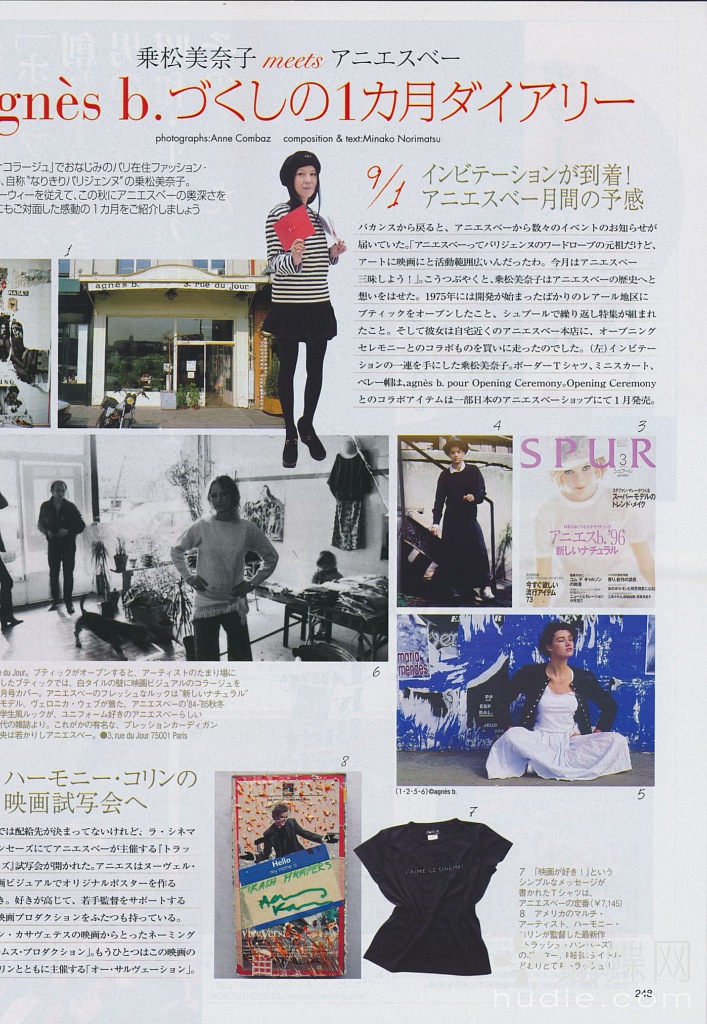 乗松美奈子 meets アニエスベー
gnès b.づくしの1カ月ダイアリー
photographs:Anne Combaz composition & text:Minako Norimatsu
コラージュ”でおなじみのパリ在住ファッション・
、自称“なりきりパリジェンヌ”の乗松美奈子。
ーウィーを従えて、この秋にアニエスベーの奥深さを
にもご対面した感動の1カ月をご紹介しましょう
9/1
インビテーションが到着!
アニエスベー月間の予感
バカンスから戻ると、アニエスベーから数々のイベントのお知らせが
届いていた。「アニエスベーってパリジェンヌのワードローブの元祖だけど、
アートに映画にと活動範囲広いんだったわ。今月はアニエスベー
三昧しよう!」。こうつぶやくと、乗松美奈子はアニエスベーの歴史へと
想いをはせた。1975年には開発が始まったばかりのレアール地区に
ブティックをオープンしたこと、シュプールで繰り返し特集が組まれ
たこと。そして彼女は自宅近くのアニエスベー本店に、オープニング
セレモニーとのコラボものを買いに走ったのでした。(左)インビテ
ーションの一連を手にした乗松美奈子。ボーダーTシャツ、ミニスカート、
ベレー帽は、agnès b. pour Opening Ceremony。Opening Ceremony
とのコラボアイテムは一部日本のアニエスベーショップにて1月発売。
1
agnès b. 3. rue du Jour
4
3
SPUR
3
スーパーモデルの
トレンド・メイク
アニエスb.'96
新しいナチュラル
今すぐ欲しい
流行アイテム
73
コム デ ギャルソン
6
e du Jour。ブティックがオープンすると、アーティストのたまり場に
したブティックでは、白タイルの壁に映画ビジュアルのコラージュを
月号カバー。アニエスベーのフレッシュなルックは“新しいナチュラル”
モデル、ヴェロニカ・ウェブが着た、アニエスベーの'84-'85秋冬
学生風ルックが、ユニフォーム好きのアニエスベーらしい
代の雑誌より。これがかの有名な、プレッションカーディガン
央は若かりしアニエスベー。●3, rue du Jour 75001 Paris
mario
mendes
(1・2・5・6)©agnès b.
5
ハーモニー・コリンの
映画試写会へ
では配給先が決まってないけれど、ラ・シネマ
ンセーズにてアニエスベーが主催する「トラッ
ズ」試写会が開かれた。アニエスはヌーヴェル・
画ビジュアルでオリジナルポスターを作る
き。好きが高じて、若手監督をサポートする
映画プロダクションをふたつも持っている。
ン・カサヴェテスの映画からとったネーミング
ームス・プロダクション」。もうひとつはこの映画の
リンとともに主催する「オー・サルヴェーション」。
8
Hello
my name is
TRASH HUMPERS
7
J'AIME LE CINEMA!
7 「映画が好き!」という
シンプルなメッセージが
書かれたTシャツは、
アニエスベーの定番(¥7,145)
8 アメリカのマルチ・
アーティスト、ハーモニー・
コリンが監督した最新作
248
hudie.com